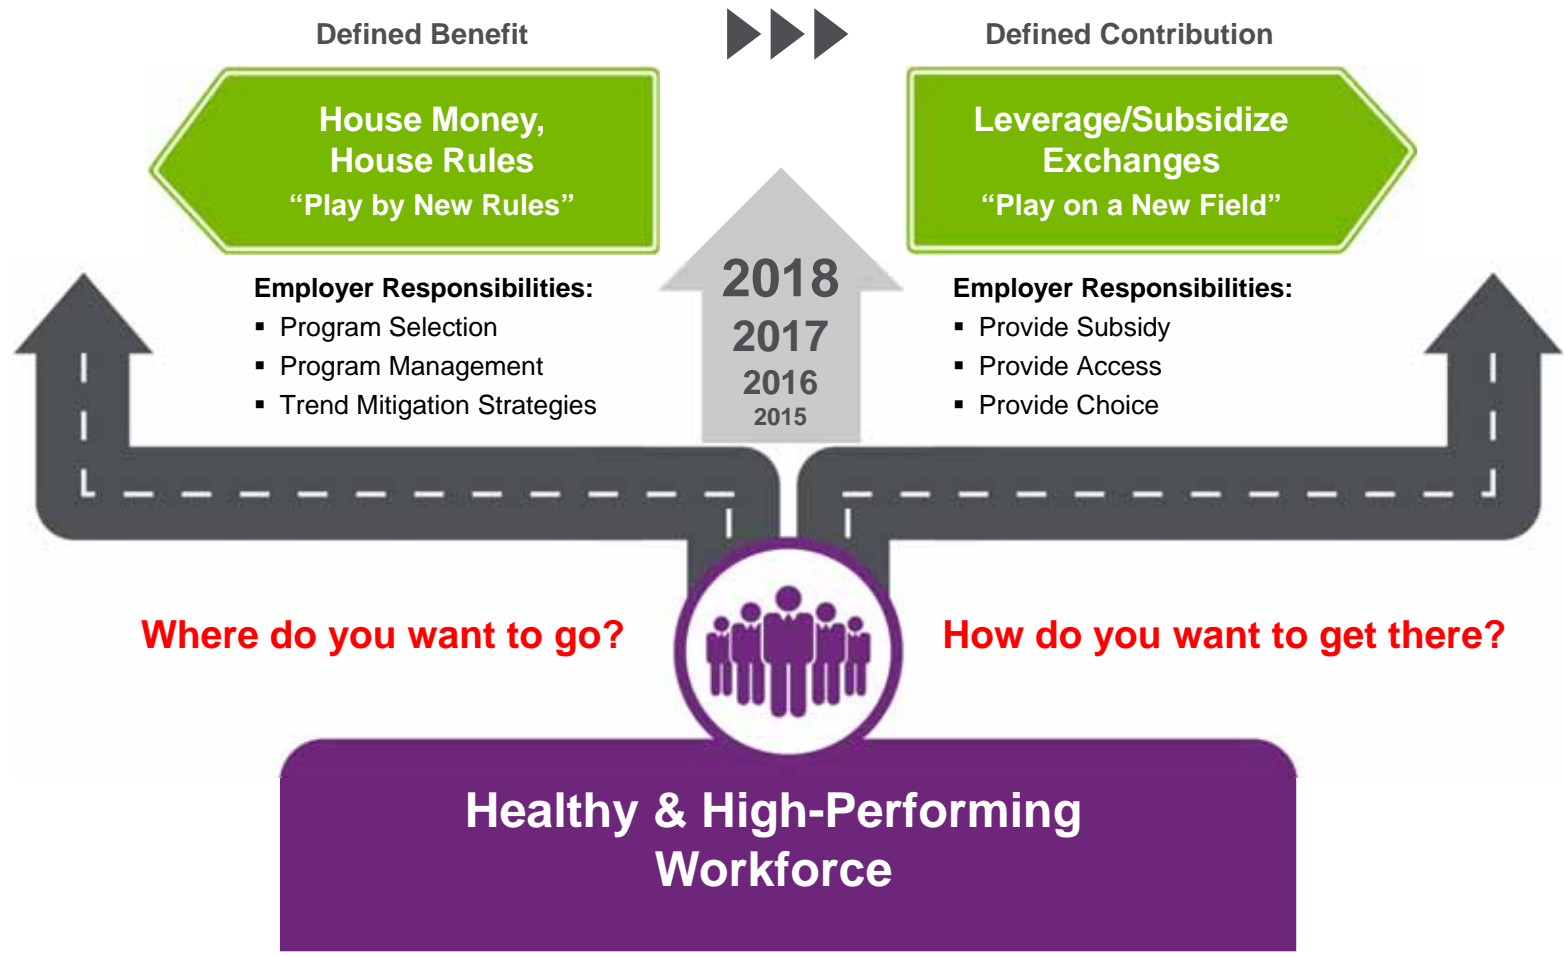 Defined Benefit
Defined Contribution
House Money,
House Rules
“Play by New Rules”
Leverage/Subsidize
Exchanges
“Play on a New Field”
Employer Responsibilities:
▪ Program Selection
▪ Program Management
▪ Trend Mitigation Strategies
2018
2017
2016
2015
Employer Responsibilities:
▪ Provide Subsidy
▪ Provide Access
▪ Provide Choice
Where do you want to go?
How do you want to get there?
Healthy & High-Performing
Workforce